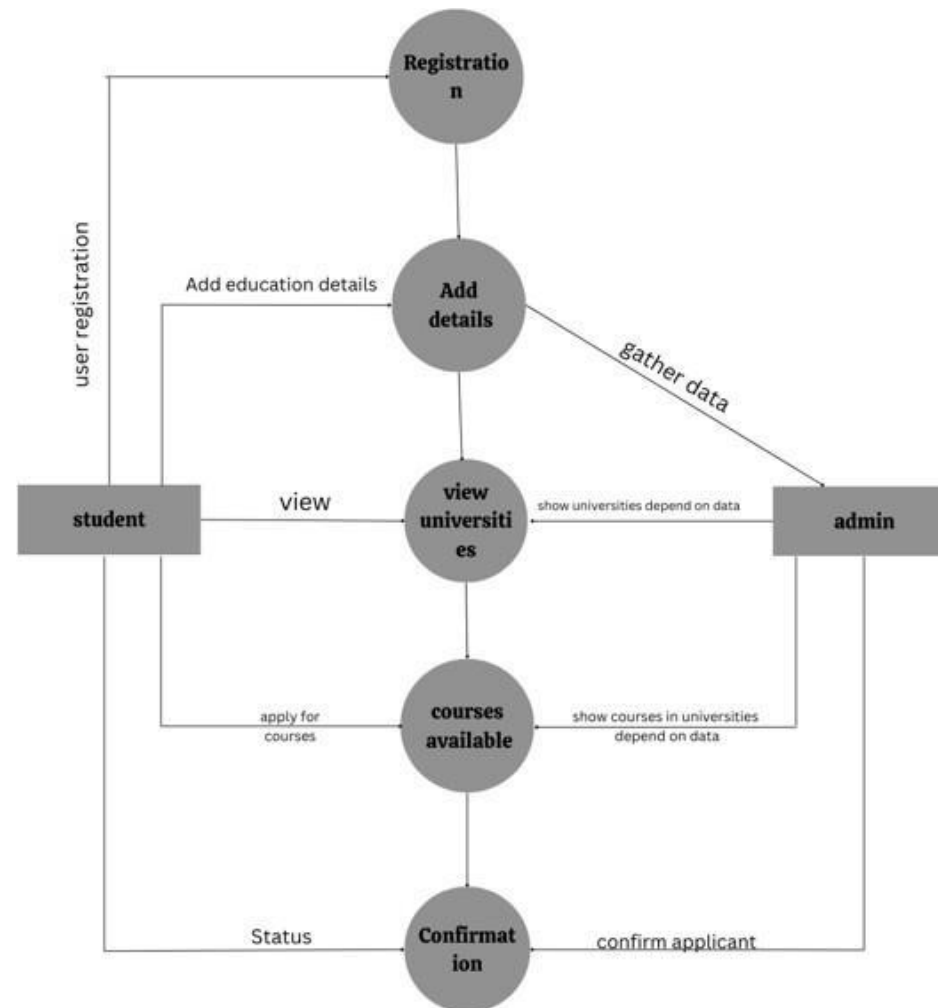 Registratio
n
user registration
Add education details
Add
details
gather data
student
view
view
universiti
es
show universities depend on data
admin
apply for
courses
courses
available
show courses in universities
depend on data
Status
Confirmat
ion
confirm applicant